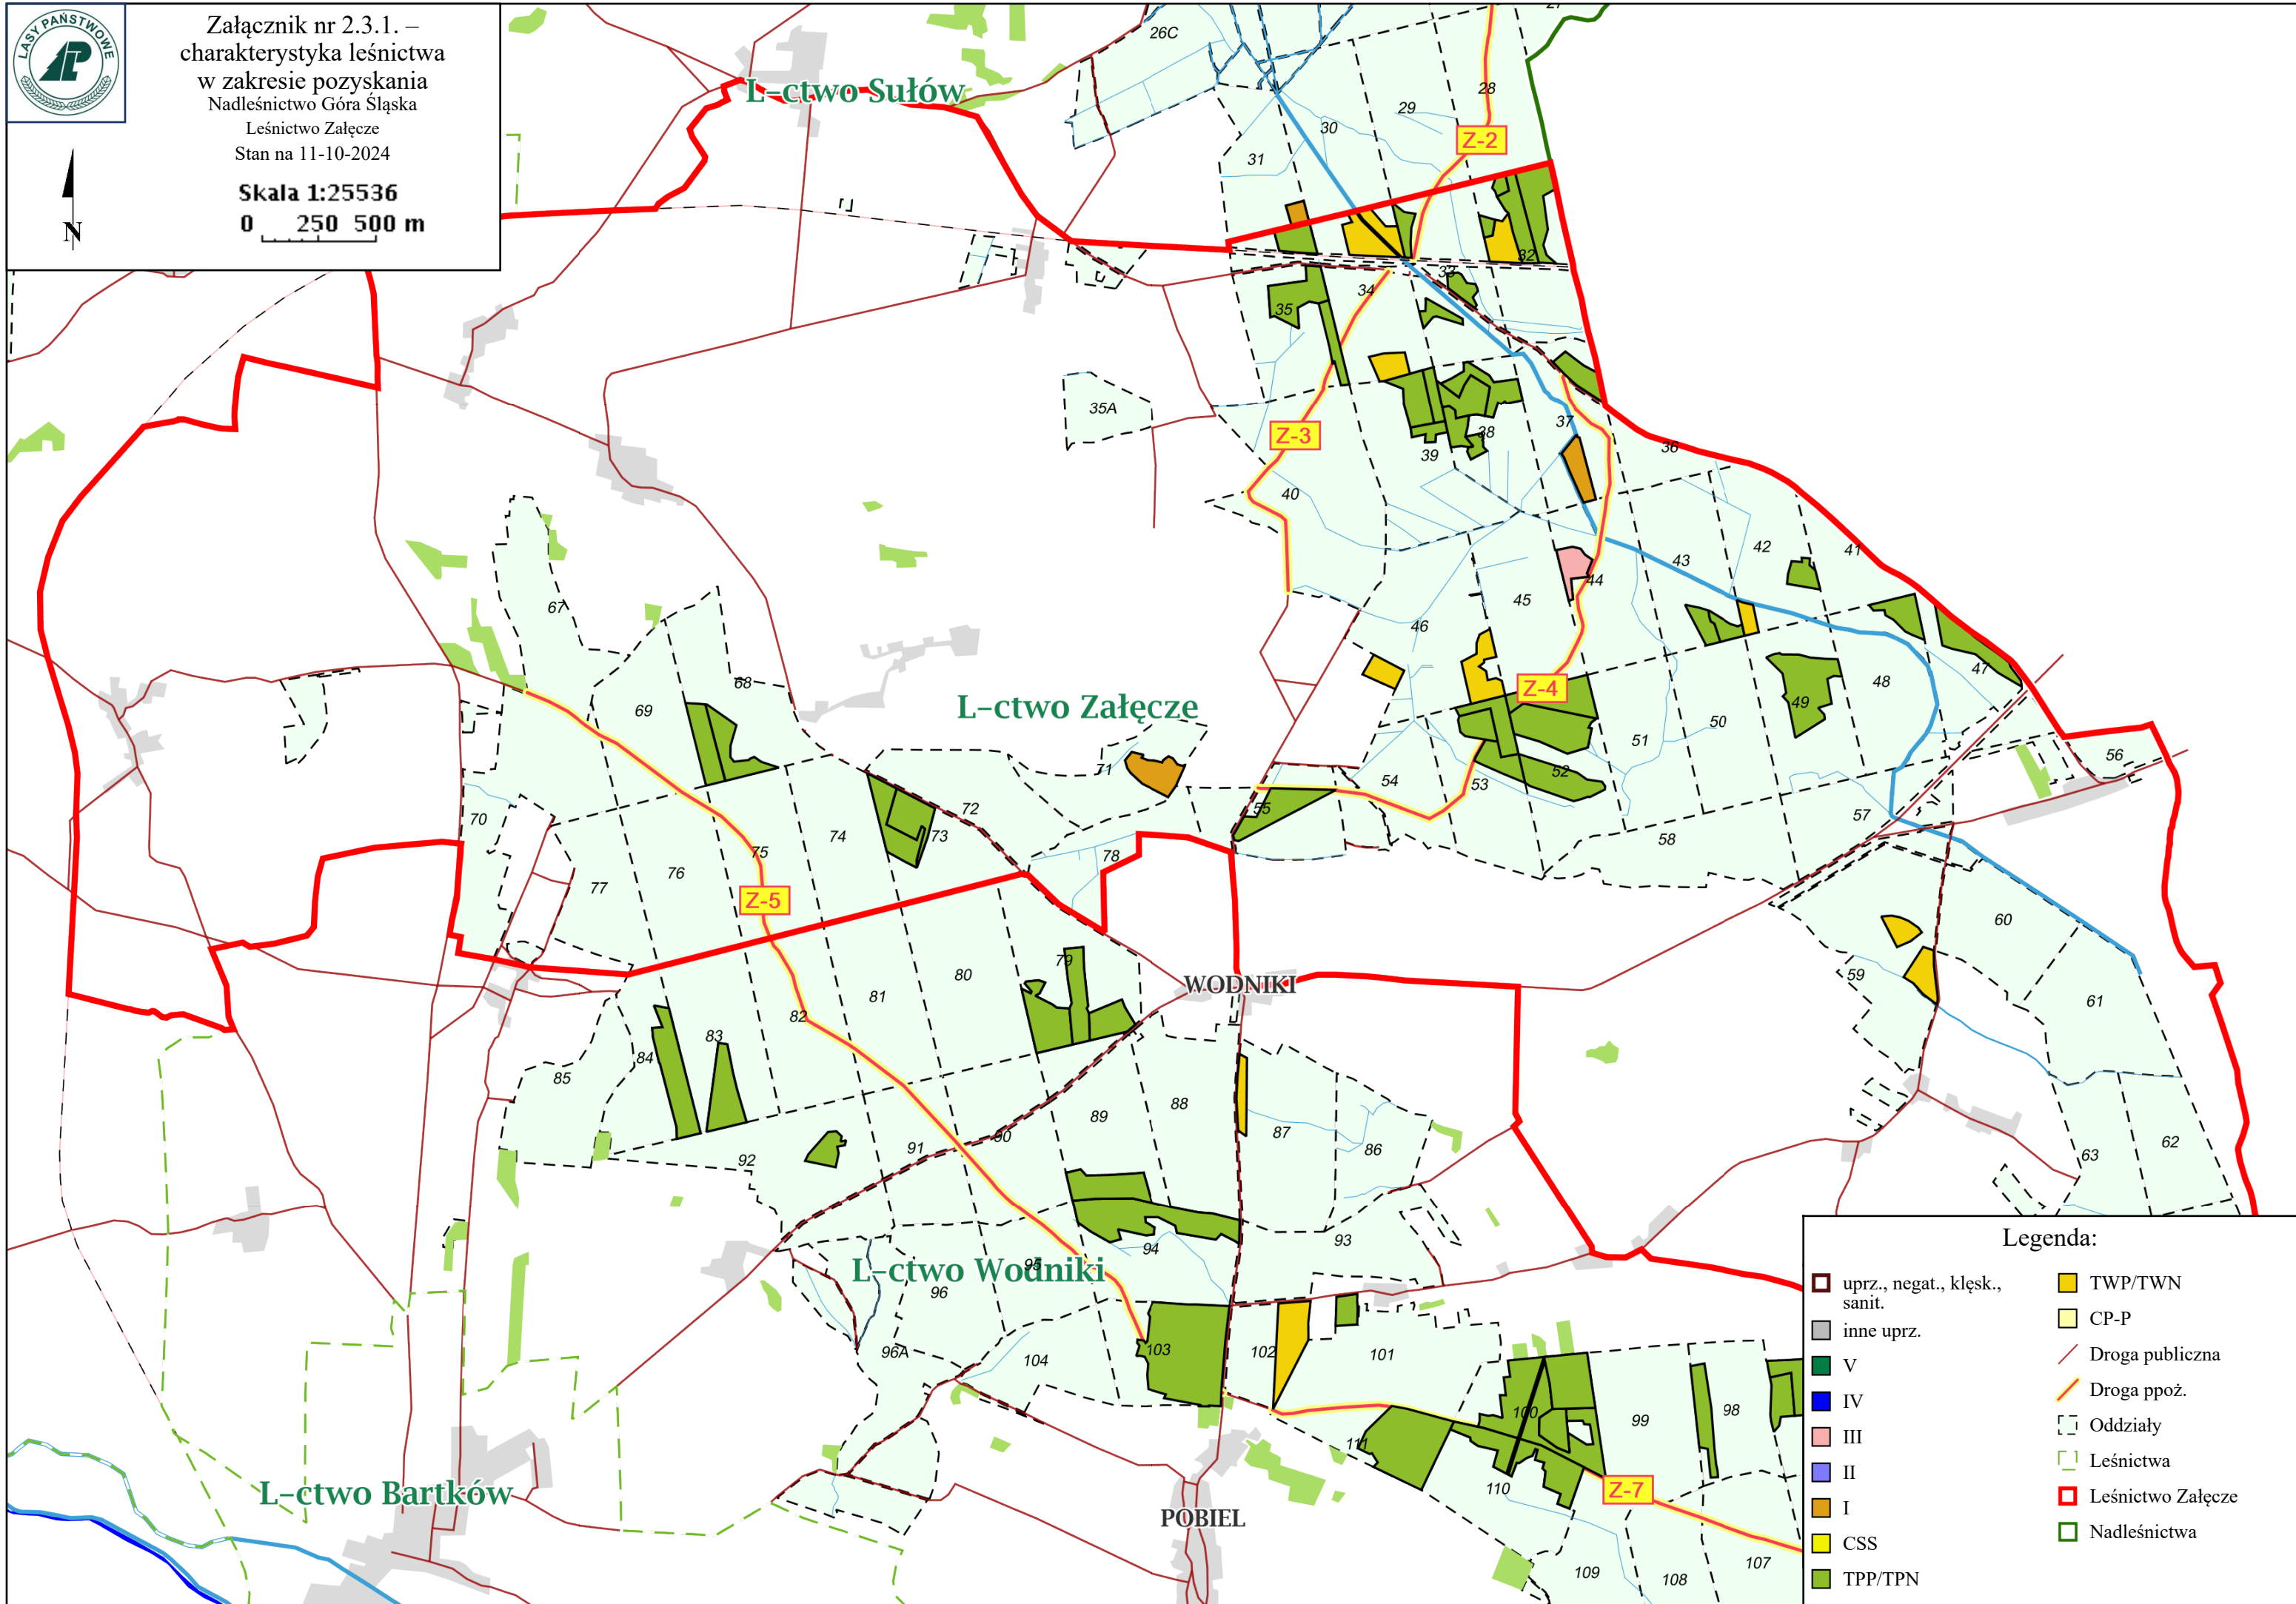 LASY PAŃSTWOWE
Załącznik nr 2.3.1. –
charakterystyka leśnictwa
w zakresie pozyskania
Nadleśnictwo Góra Śląska
Leśnictwo Załęcze
Stan na 11-10-2024
Skala 1:25536
0 250 500 m
N
L-ctwo Sułów
26C
27
28
29
30
31
Z-2
32
33
34
35
35A
Z-3
36
37
38
39
40
41
42
43
44
45
46
47
48
49
50
51
52
53
54
55
56
57
58
Z-4
L-ctwo Załęcze
59
60
61
62
63
67
68
69
70
71
72
73
74
75
76
77
78
Z-5
WODNIKI
79
80
81
82
83
84
85
86
87
88
89
90
91
92
93
94
95
96
96A
L-ctwo Wodniki
98
99
100
101
102
103
104
107
108
109
110
111
Z-7
L-ctwo Bartków
POBIEL
Legenda:
uprz., negat., klęsk.,
sanit.
inne uprz.
V
IV
III
II
I
CSS
TPP/TPN
TWP/TWN
CP-P
Droga publiczna
Droga ppoż.
Oddziały
Leśnictwa
Leśnictwo Załęcze
Nadleśnictwa